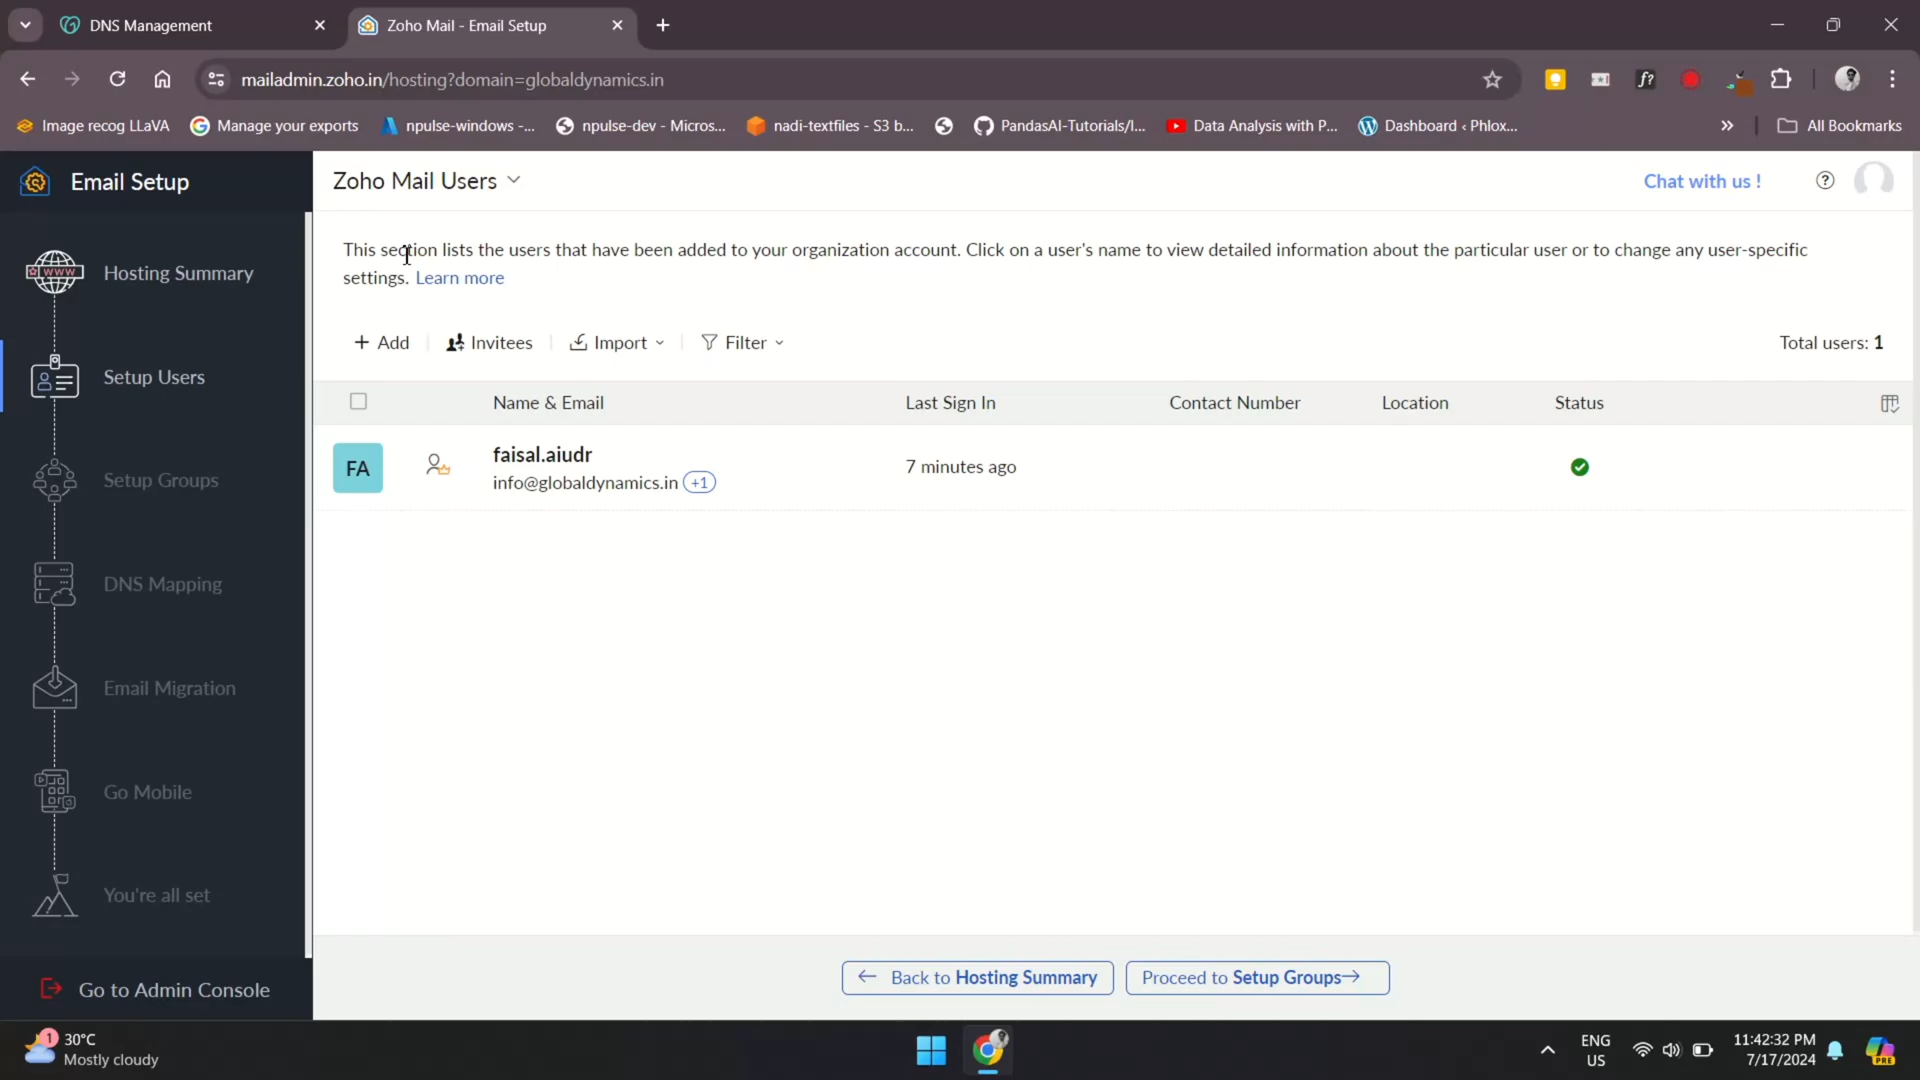 DNS Management
Zoho Mail - Email Setup
mailadmin.zoho.in/hosting?domain=globaldynamics.in
f?
Image recog LLaVA
Manage your exports
npulse-windows -...
npulse-dev - Micros...
nadi-textfiles - S3 b...
PandasAI-Tutorials/I...
Data Analysis with P...
Dashboard ‹ Phlox...
All Bookmarks
Email Setup
Zoho Mail Users
Chat with us !
This section lists the users that have been added to your organization account. Click on a user's name to view detailed information about the particular user or to change any user-specific
settings. Learn more
WWW
Hosting Summary
+ Add
Invitees
Import
Filter
Total users: 1
Setup Users
Name & Email
Last Sign In
Contact Number
Location
Status
FA
faisal.aiudr
info@globaldynamics.in +1
7 minutes ago
Setup Groups
DNS Mapping
Email Migration
Go Mobile
You're all set
Back to Hosting Summary
Proceed to Setup Groups
Go to Admin Console
1
30°C
Mostly cloudy
ENG
US
11:42:32 PM
7/17/2024
PRE